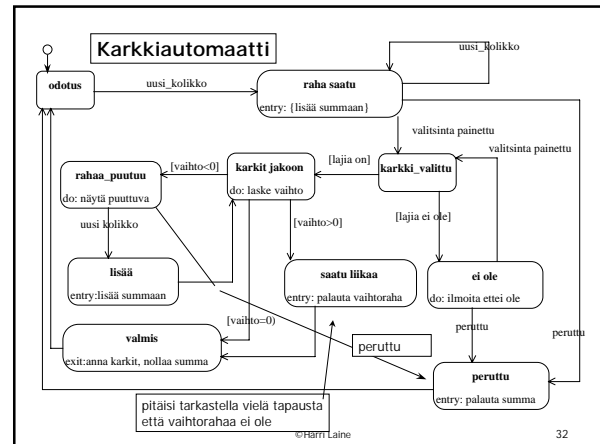 Karkkiautomaatti
uusi_kolikko
odotus
uusi_kolikko
raha saatu
entry: {lisää summaan}
valitsinta painettu
valitsinta painettu
[vaihto<0]
karkit jakoon
do: laske vaihto
[lajia on]
karkki_valittu
rahaa_puutuu
do: näytä puuttuva
[vaihto>0]
[lajia ei ole]
uusi kolikko
lisää
entry:lisää summaan
saatu liikaa
entry: palauta vaihtoraha
ei ole
do: ilmoita ettei ole
[vaihto=0)
valmis
exit:anna karkit, nollaa summa
peruttu
peruttu
peruttu
peruttu
entry: palauta summa
pitäisi tarkastella vielä tapausta
että vaihtorahaa ei ole
©Harri Laine
32